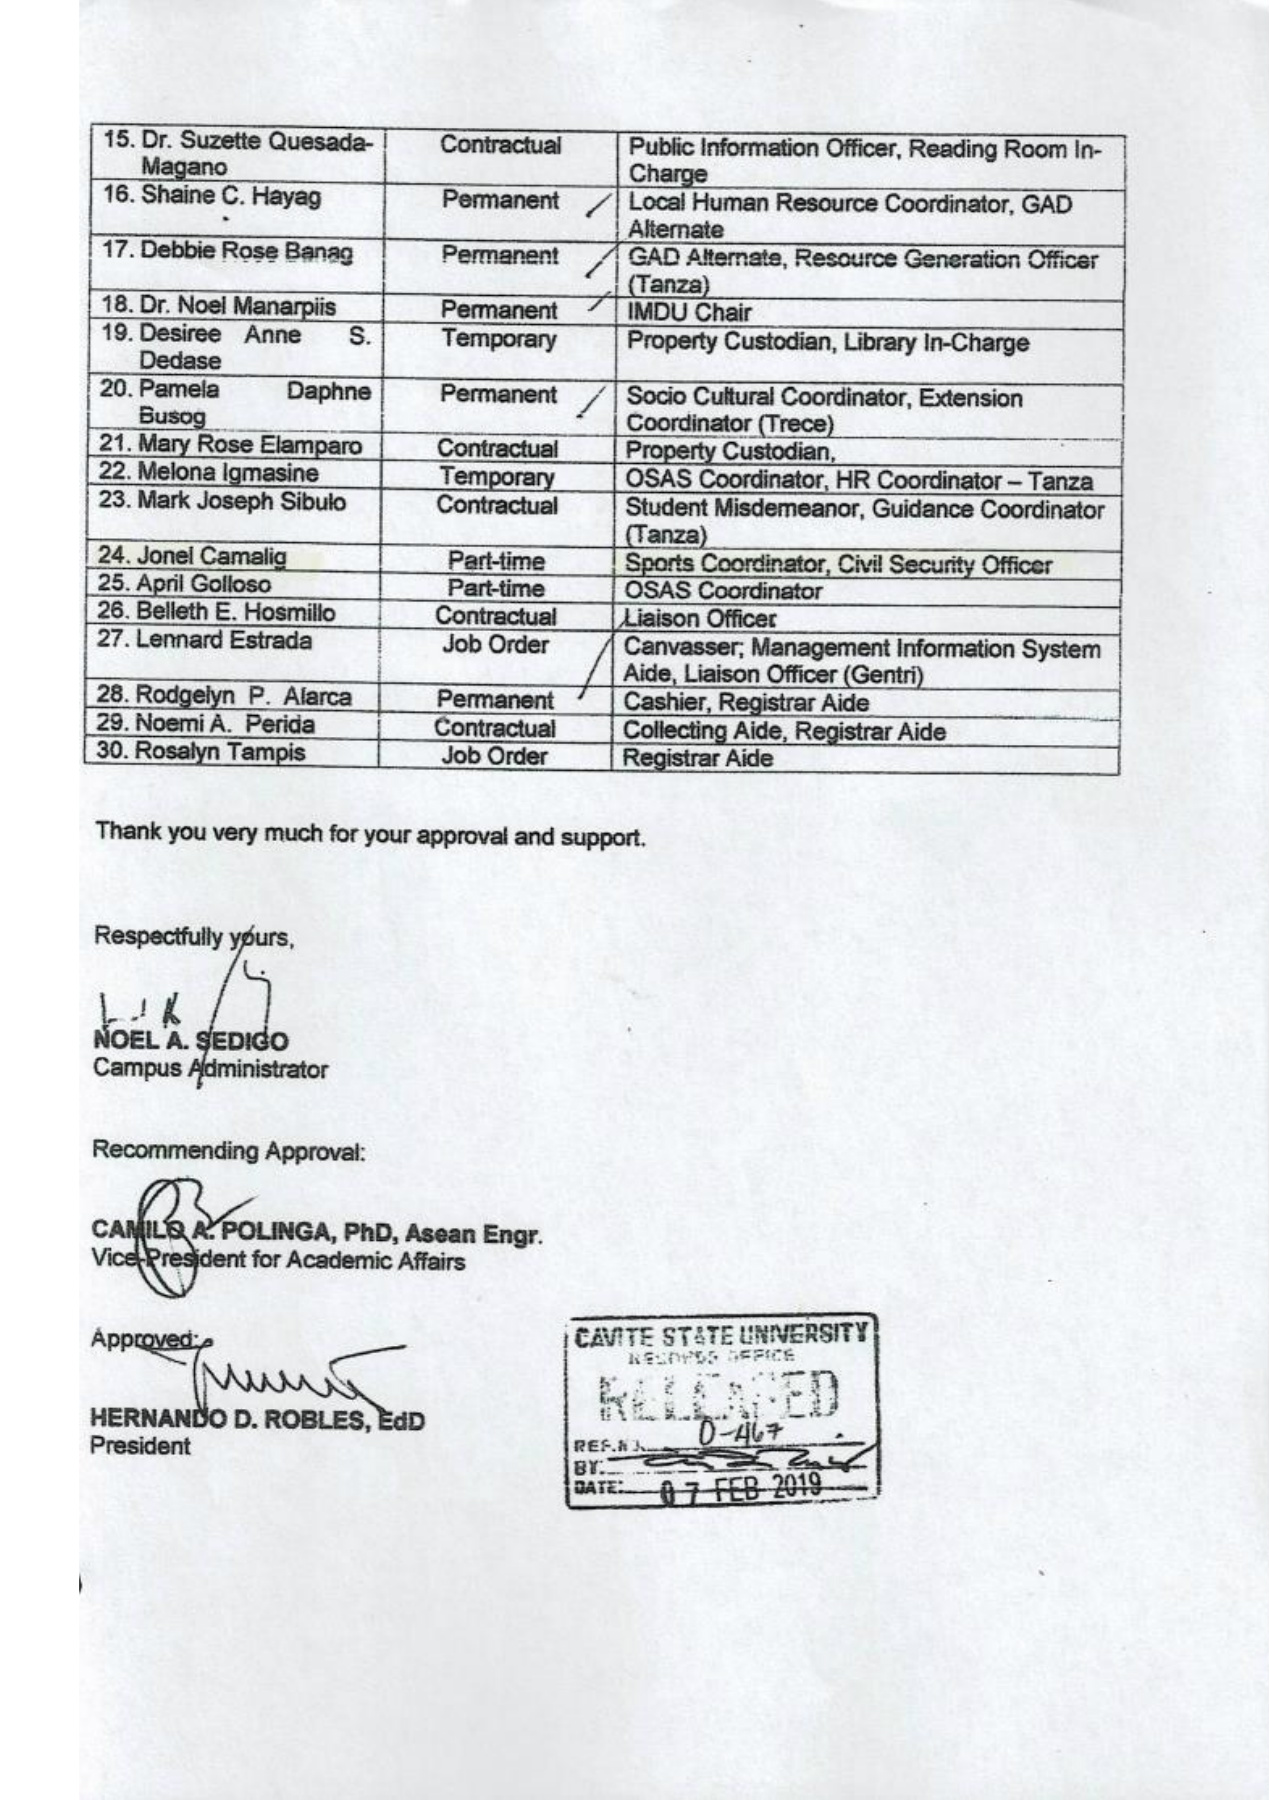 15. Dr. Suzette Quesada- Contractual Public Information Officer, Reading Room In-
Magano Charge
16. Shaine C. Hayag Permanent Local Human Resource Coordinator, GAD
Alternate
17. Debbie Rose Banag Permanent GAD Alternate, Resource Generation Officer
(Tanza)
18. Dr. Noel Manarpiis Permanent IMDU Chair
19. Desiree Anne S. Temporary Property Custodian, Library In-Charge
Dedase
20. Pamela Daphne Permanent Socio Cultural Coordinator, Extension
Busog Coordinator (Trece)
21. Mary Rose Elamparo Contractual Property Custodian,
22. Melona Igmasine Temporary OSAS Coordinator, HR Coordinator – Tanza
23. Mark Joseph Sibulo Contractual Student Misdemeanor, Guidance Coordinator
(Tanza)
24. Jonel Camalig Part-time Sports Coordinator, Civil Security Officer
25. April Golloso Part-time OSAS Coordinator
26. Belleth E. Hosmillo Contractual Liaison Officer
27. Lennard Estrada Job Order Canvasser; Management Information System
Aide, Liaison Officer (Gentri)
28. Rodgelyn P. Alarca Permanent Cashier, Registrar Aide
29. Noemi A. Perida Contractual Collecting Aide, Registrar Aide
30. Rosalyn Tampis Job Order Registrar Aide
Thank you very much for your approval and support.
Respectfully yours,
NOEL A. SEDIGO
Campus Administrator
Recommending Approval:
CAMILO A. POLINGA, PhD, Asean Engr.
Vice-President for Academic Affairs
Approved:
HERNANDO D. ROBLES, EdD
President
CAVITE STATE UNIVERSITY
RECORDS OFFICE
RELEASED
REF.NO. D-467
BY:
DATE: 07 FEB 2019